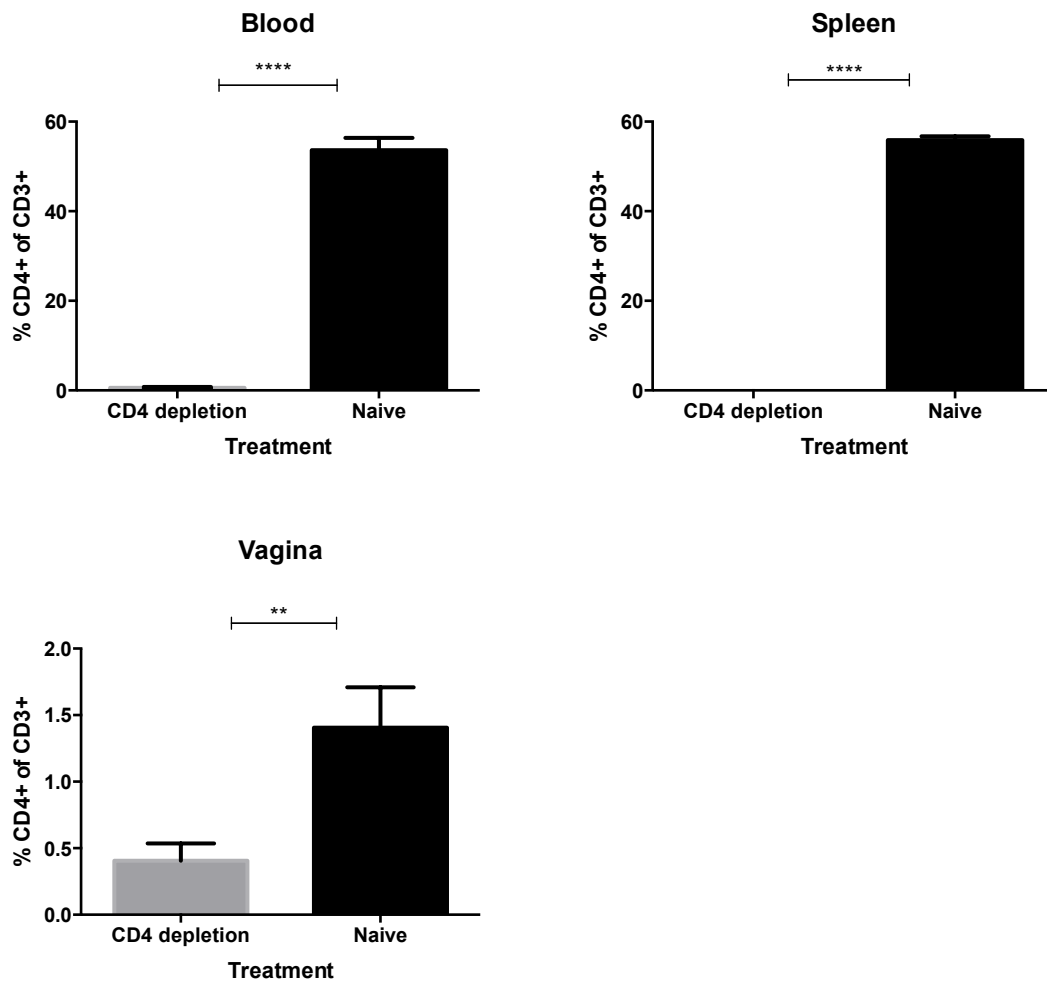 Blood
****
60
40
20
0
% CD4+ of CD3+
CD4 depletion Naive
Treatment
Spleen
****
60
40
20
0
% CD4+ of CD3+
CD4 depletion Naive
Treatment
Vagina
**
2.0
1.5
1.0
0.5
0.0
% CD4+ of CD3+
CD4 depletion Naive
Treatment